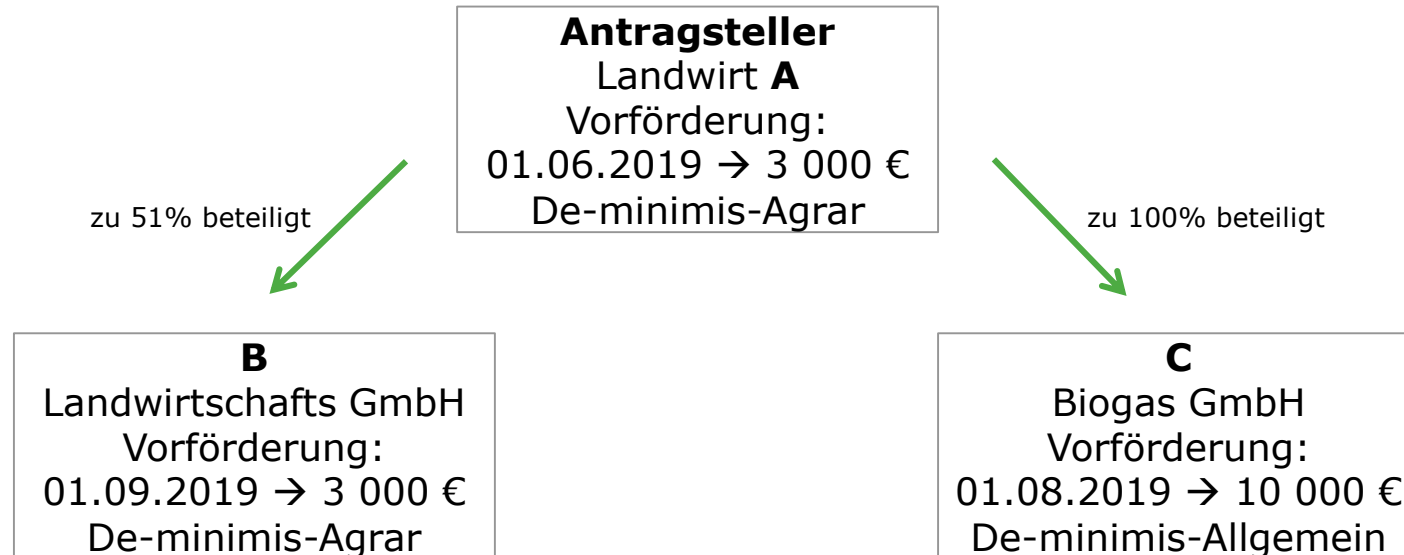 Antragsteller
Landwirt A
Vorförderung:
01.06.2019 → 3 000 €
De-minimis-Agrar
zu 51% beteiligt
zu 100% beteiligt
B
Landwirtschafts GmbH
Vorförderung:
01.09.2019 → 3 000 €
De-minimis-Agrar
C
Biogas GmbH
Vorförderung:
01.08.2019 → 10 000 €
De-minimis-Allgemein